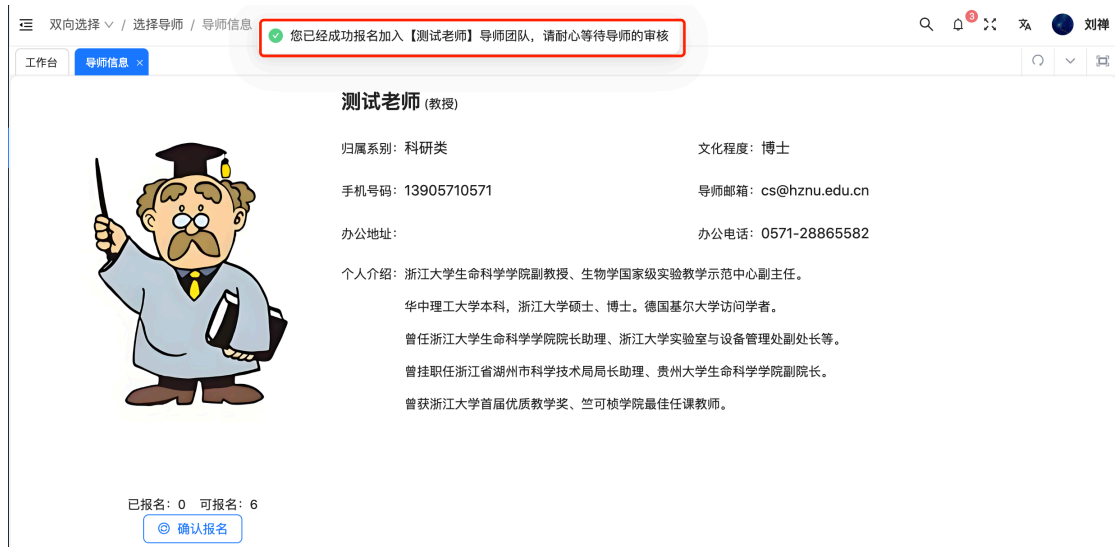 双向选择 / 选择导师 / 导师信息
您已经成功报名加入【测试老师】导师团队，请耐心等待导师的审核
3
刘禅
工作台
导师信息 ×
测试老师 (教授)
归属系别：科研类
文化程度：博士
手机号码：13905710571
导师邮箱：cs@hznu.edu.cn
办公地址：
办公电话：0571-28865582
个人介绍：浙江大学生命科学学院副教授、生物学国家级实验教学示范中心副主任。
华中理工大学本科，浙江大学硕士、博士。德国基尔大学访问学者。
曾任浙江大学生命科学学院院长助理、浙江大学实验室与设备管理处副处长等。
曾挂职任浙江省湖州市科学技术局局长助理、贵州大学生命科学学院副院长。
曾获浙江大学首届优质教学奖、竺可桢学院最佳任课教师。
已报名：0 可报名：6
确认报名